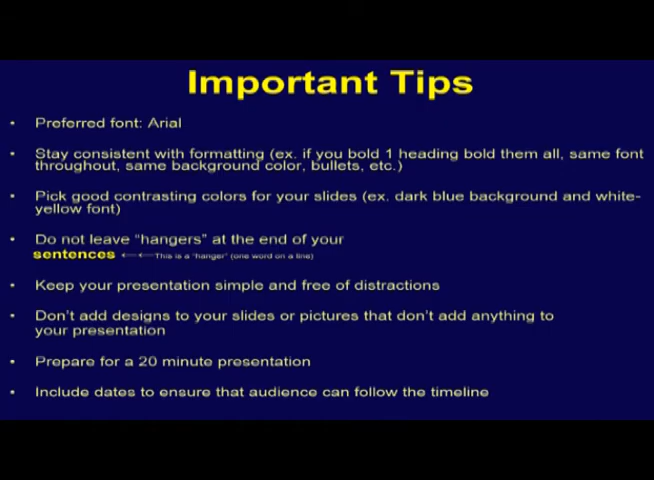 Important Tips
• Preferred font: Arial
• Stay consistent with formatting (ex. if you bold 1 heading bold them all, same font
throughout, same background color, bullets, etc.)
• Pick good contrasting colors for your slides (ex. dark blue background and white-
yellow font)
• Do not leave “hangers” at the end of your
sentences ←←This is a “hanger” (one word on a line)
• Keep your presentation simple and free of distractions
• Don’t add designs to your slides or pictures that don’t add anything to
your presentation
• Prepare for a 20 minute presentation
• Include dates to ensure that audience can follow the timeline